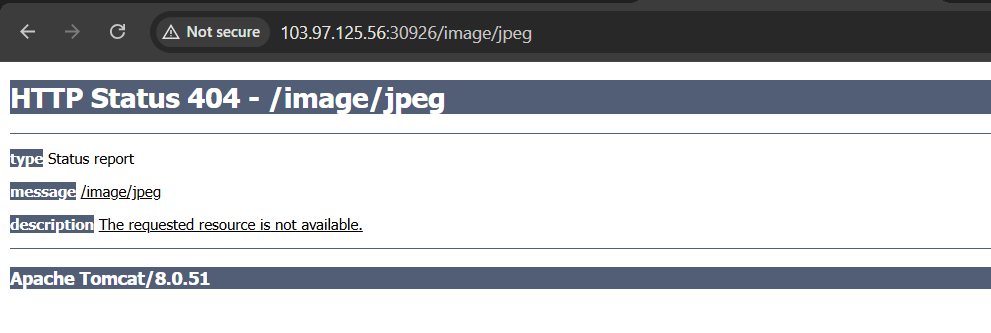 Not secure 103.97.125.56:30926/image/jpeg
HTTP Status 404 - /image/jpeg
type Status report
message /image/jpeg
description The requested resource is not available.
Apache Tomcat/8.0.51